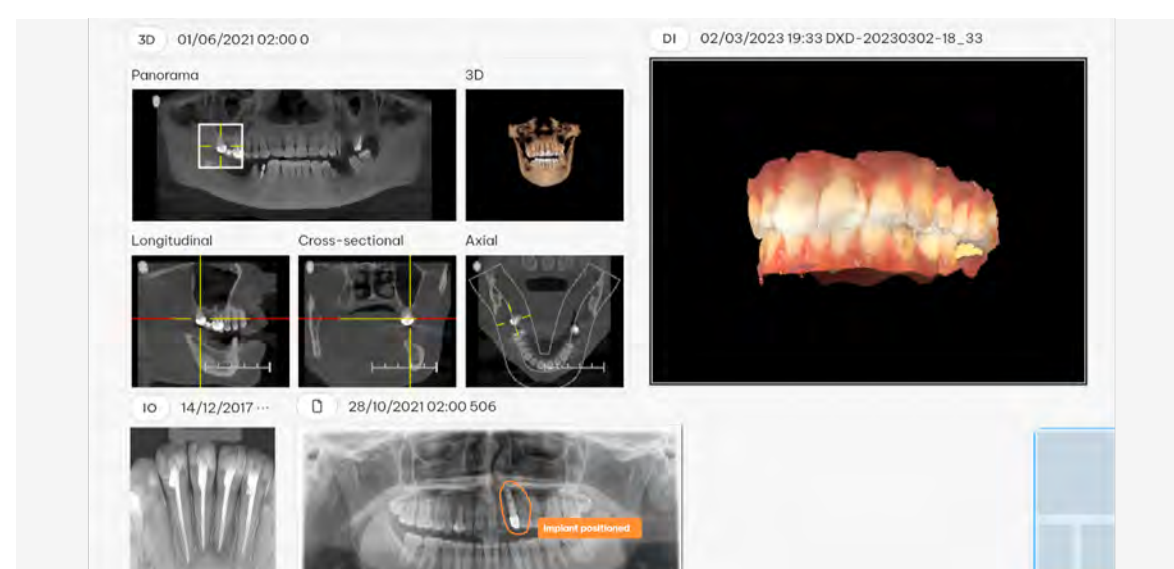 3D 01/06/2021 02:00 0
Panorama
3D
Longitudinal
Cross-sectional
Axial
DI 02/03/2023 19:33 DXD-20230302-18_33
IO 14/12/2017 ...
28/10/2021 02:00 506
Implant positioned